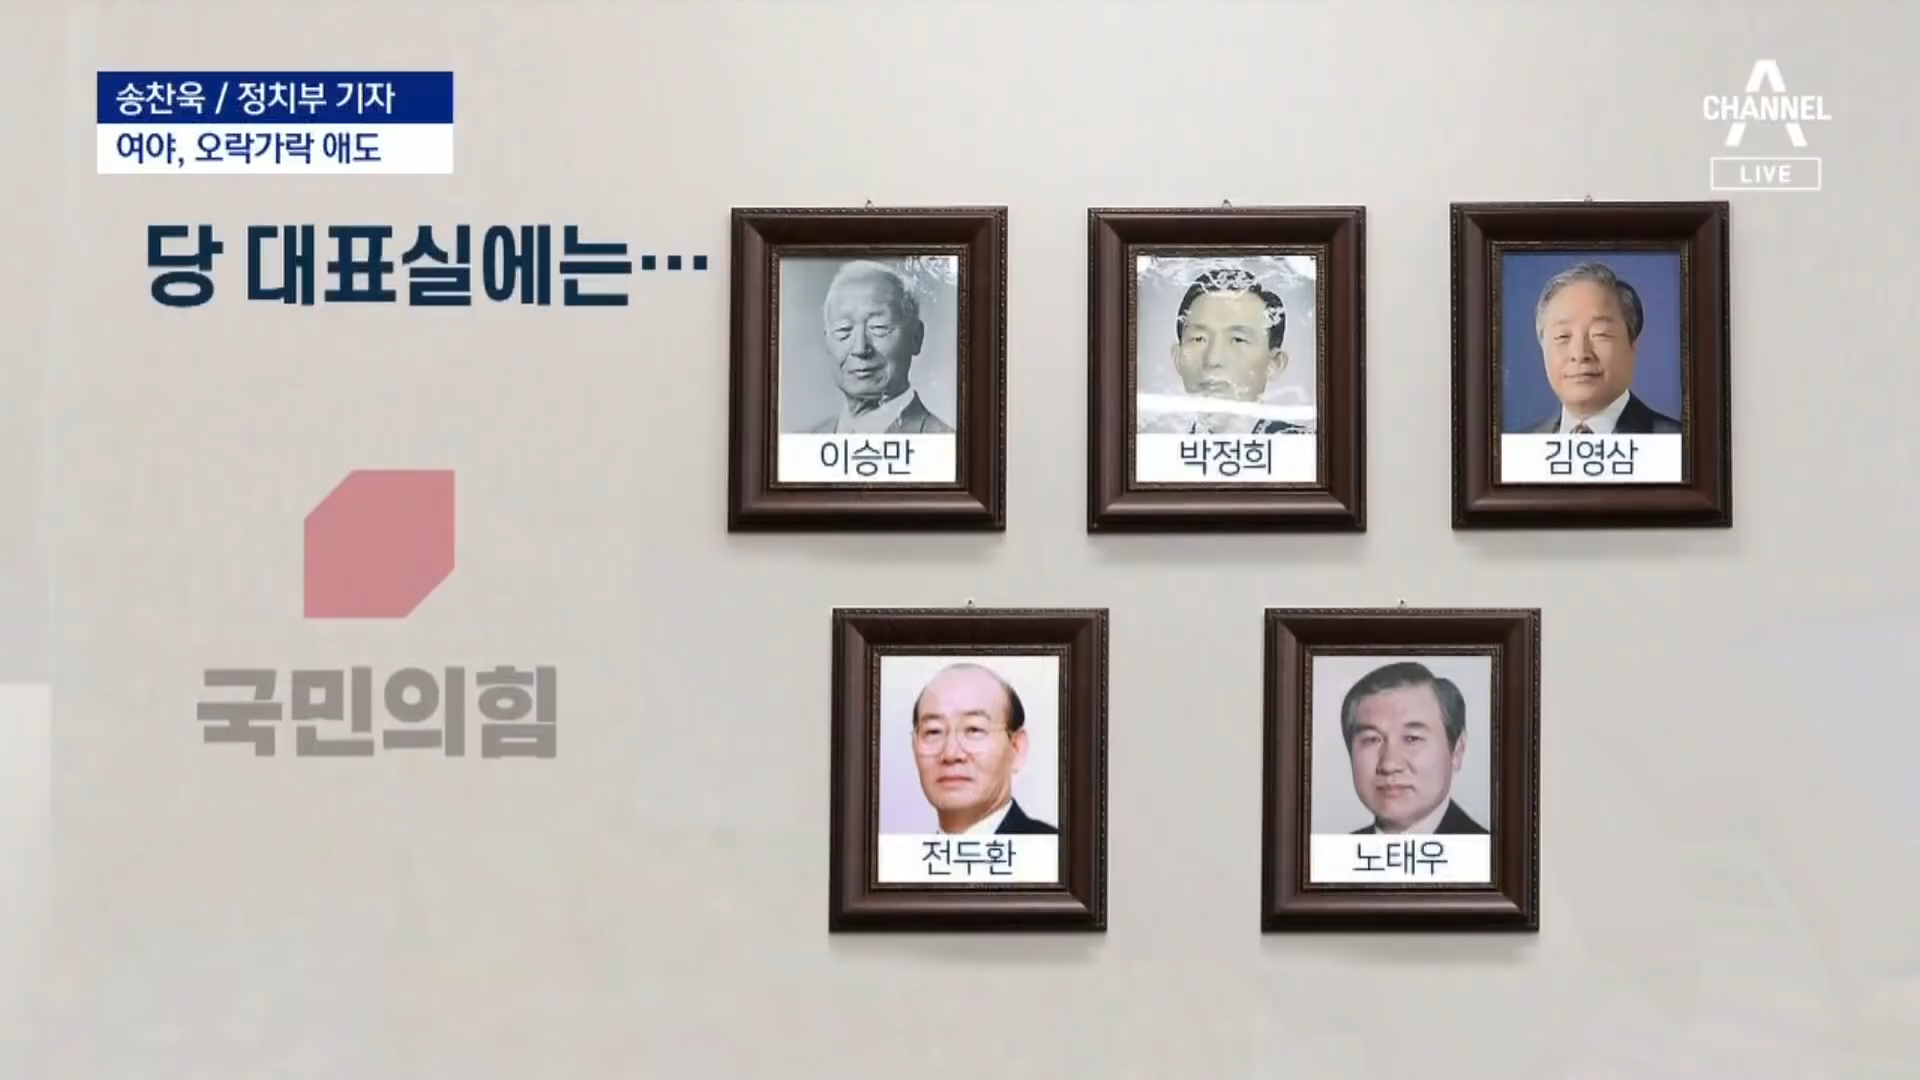 송찬욱 / 정치부 기자
여야, 오락가락 애도
CHANNEL A
LIVE
당 대표실에는…
이승만
박정희
김영삼
국민의힘
전두환
노태우